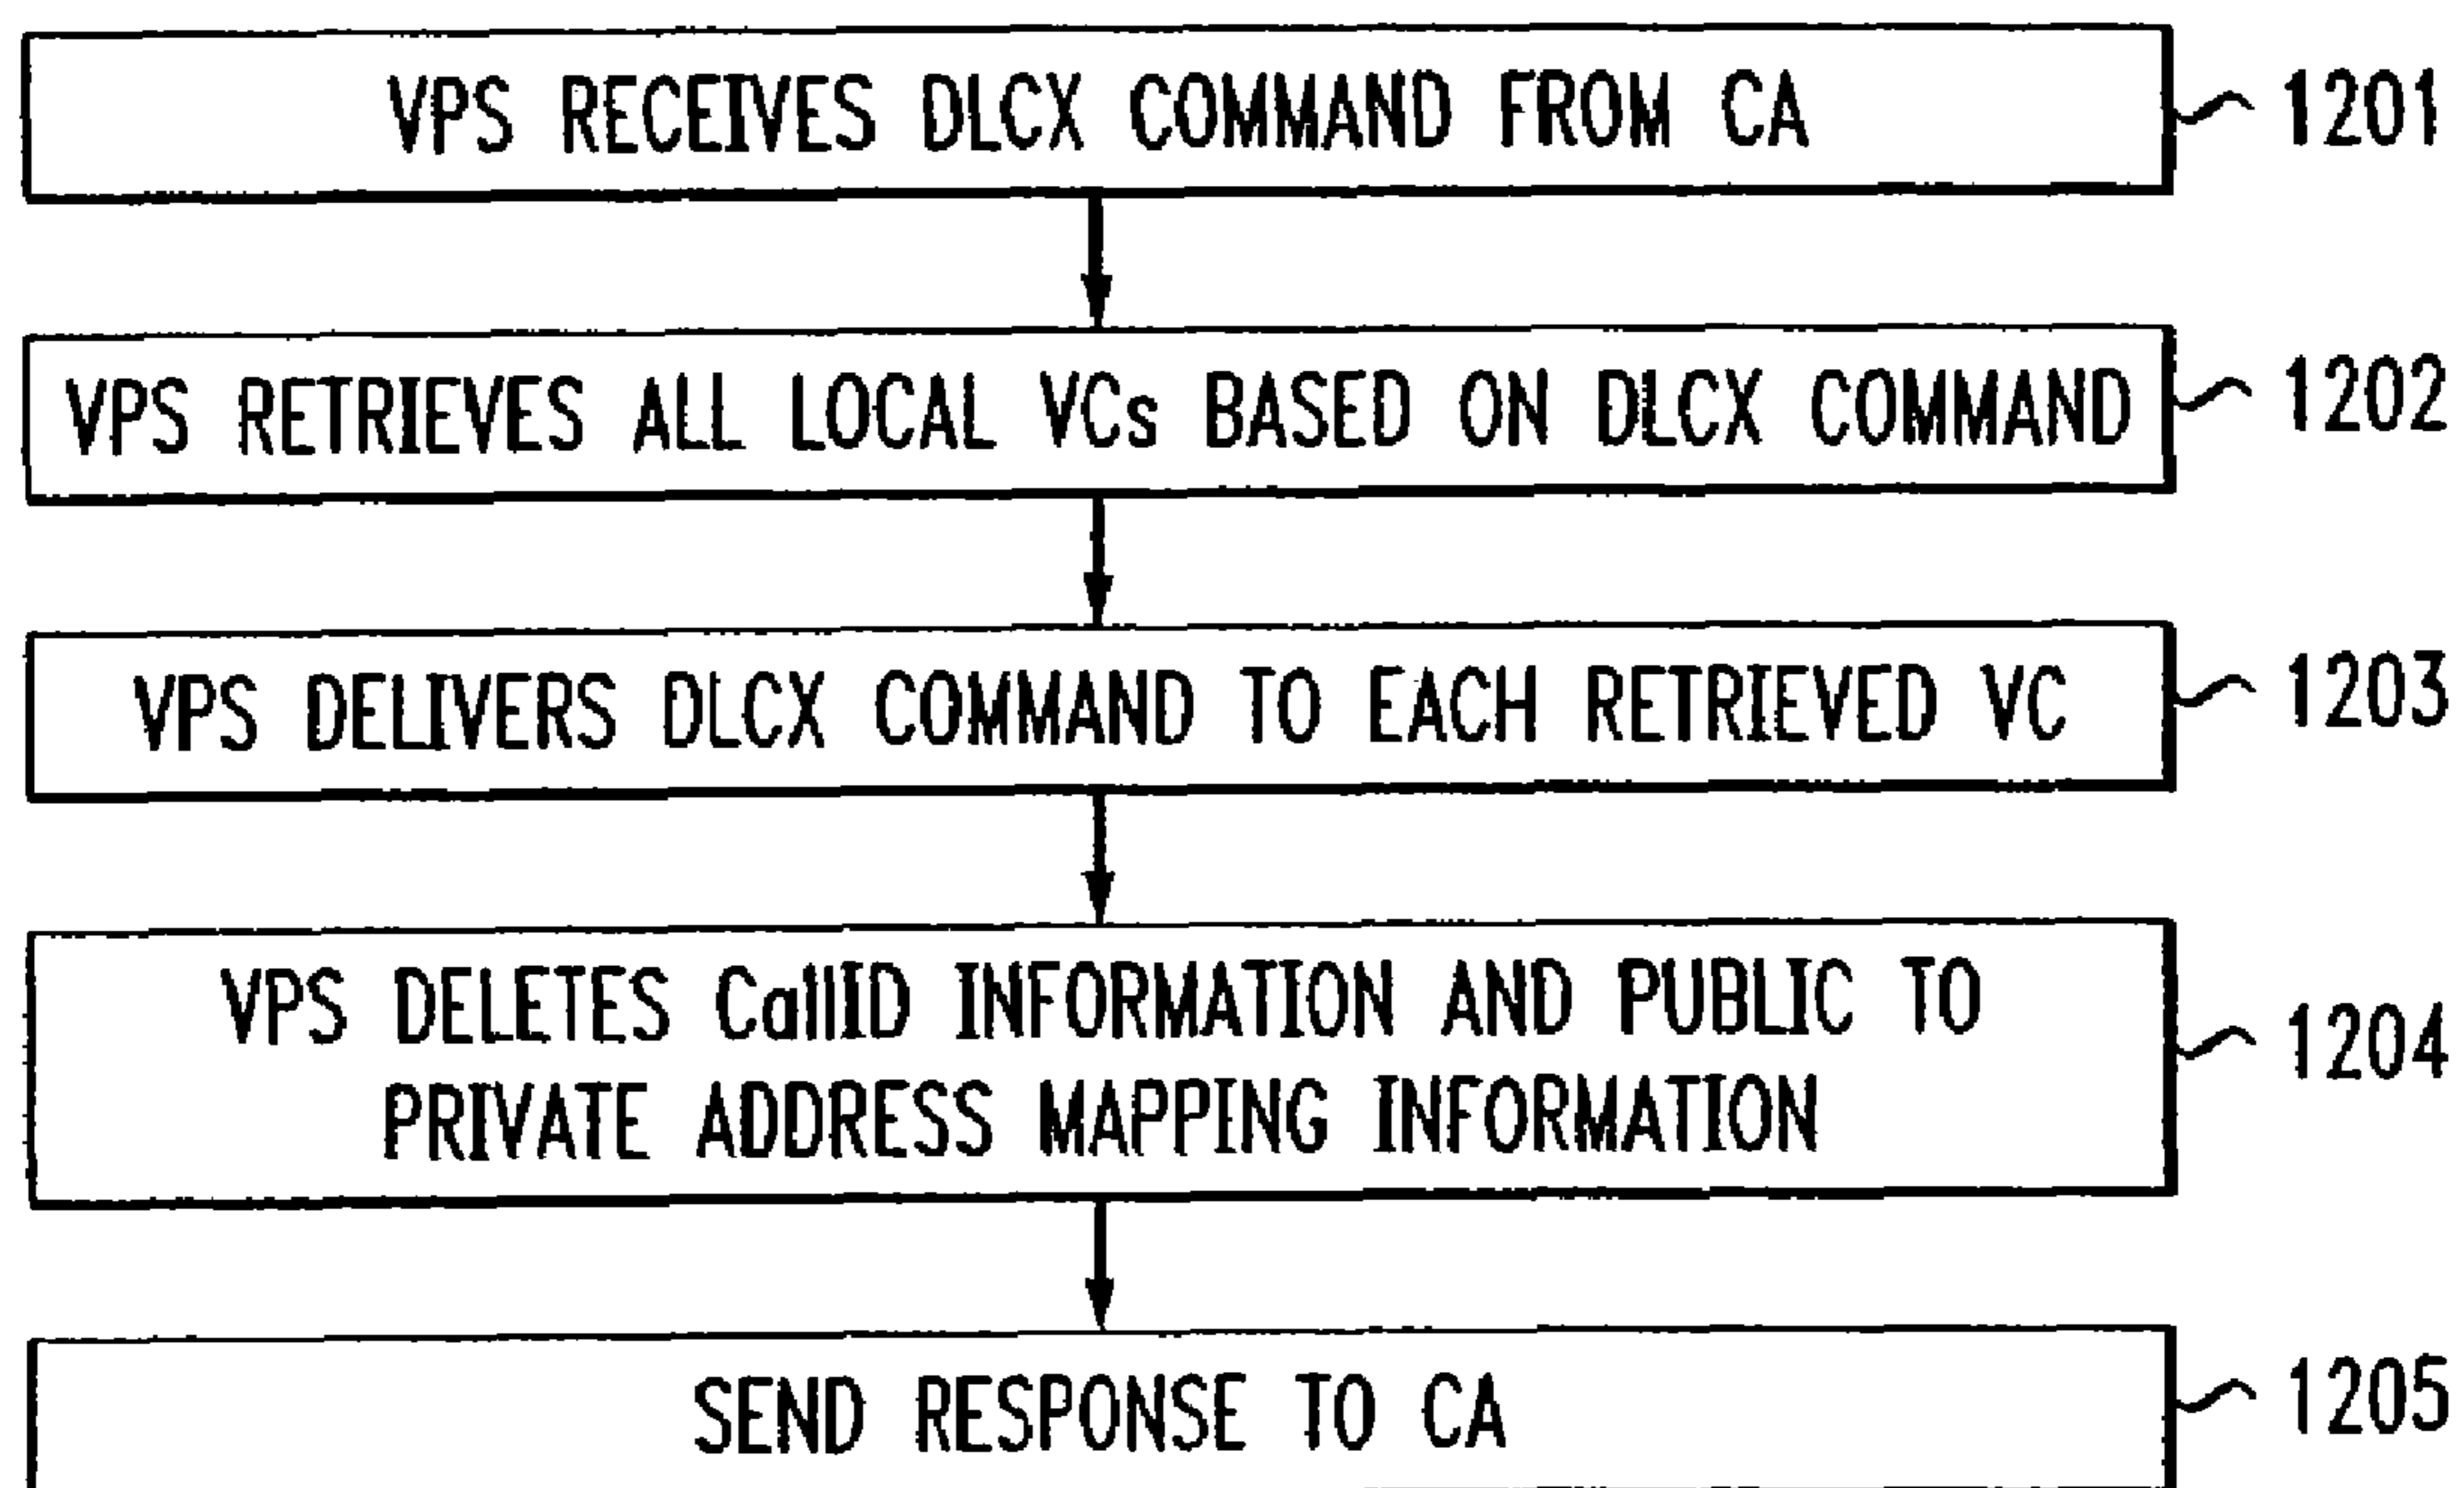 VPS RECEIVES DLCX COMMAND FROM CA
1201
VPS RETRIEVES ALL LOCAL VCs BASED ON DLCX COMMAND
1202
VPS DELIVERS DLCX COMMAND TO EACH RETRIEVED VC
1203
VPS DELETES CallID INFORMATION AND PUBLIC TO
PRIVATE ADDRESS MAPPING INFORMATION
1204
SEND RESPONSE TO CA
1205